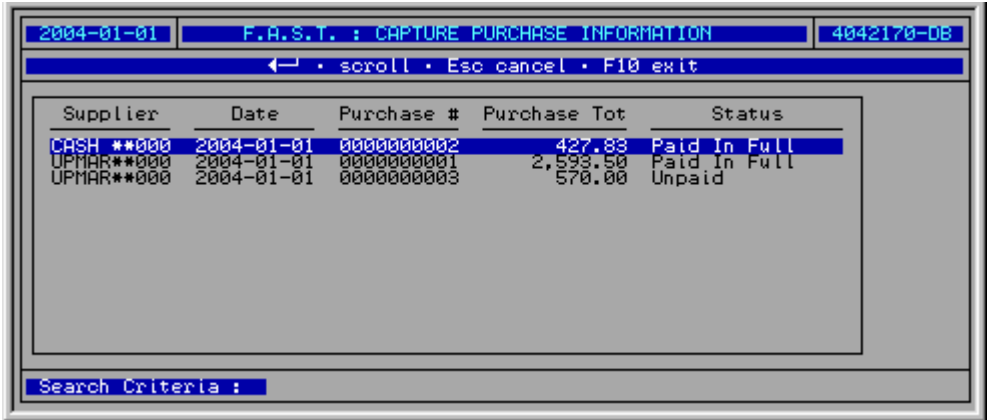 2004-01-01 F.A.S.T. : CAPTURE PURCHASE INFORMATION 4042170-DB
←┘ · scroll · Esc cancel · F10 exit
Supplier Date Purchase # Purchase Tot Status
CASH **000 2004-01-01 0000000002 427.83 Paid In Full
UPMAR**000 2004-01-01 0000000001 2,593.50 Paid In Full
UPMAR**000 2004-01-01 0000000003 570.00 Unpaid
Search Criteria :